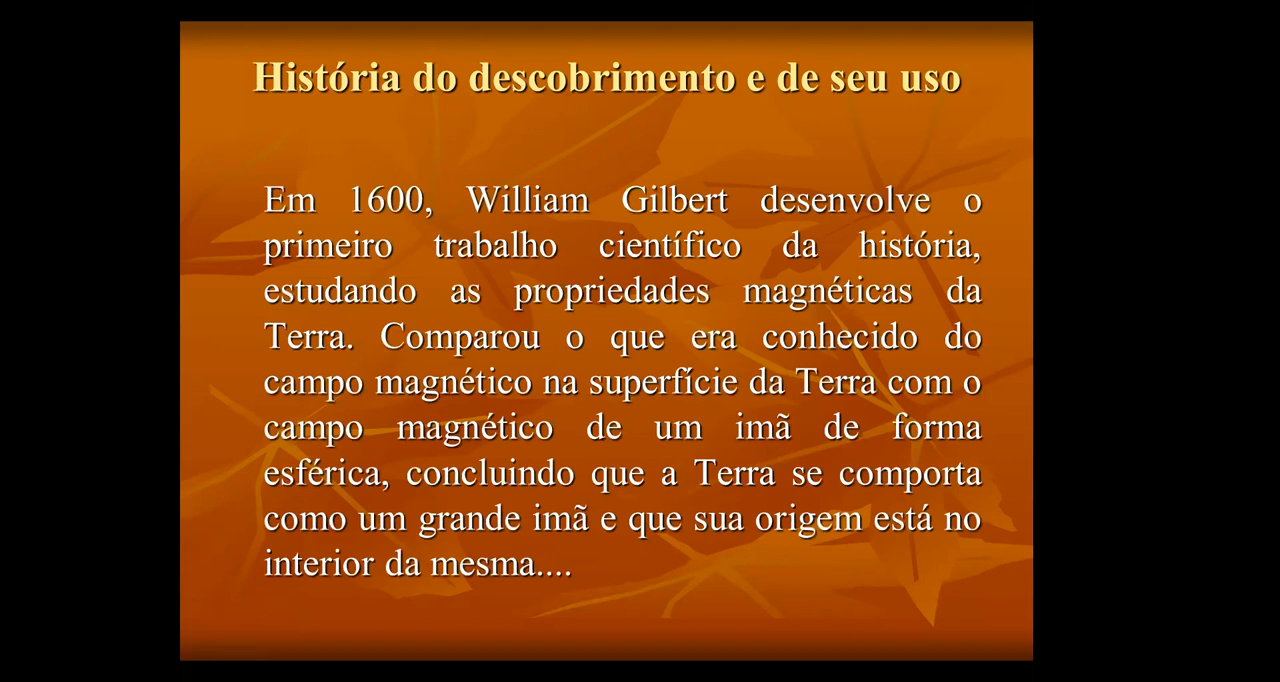 História do descobrimento e de seu uso
Em 1600, William Gilbert desenvolve o
primeiro trabalho científico da história,
estudando as propriedades magnéticas da
Terra. Comparou o que era conhecido do
campo magnético na superfície da Terra com o
campo magnético de um imã de forma
esférica, concluindo que a Terra se comporta
como um grande imã e que sua origem está no
interior da mesma....